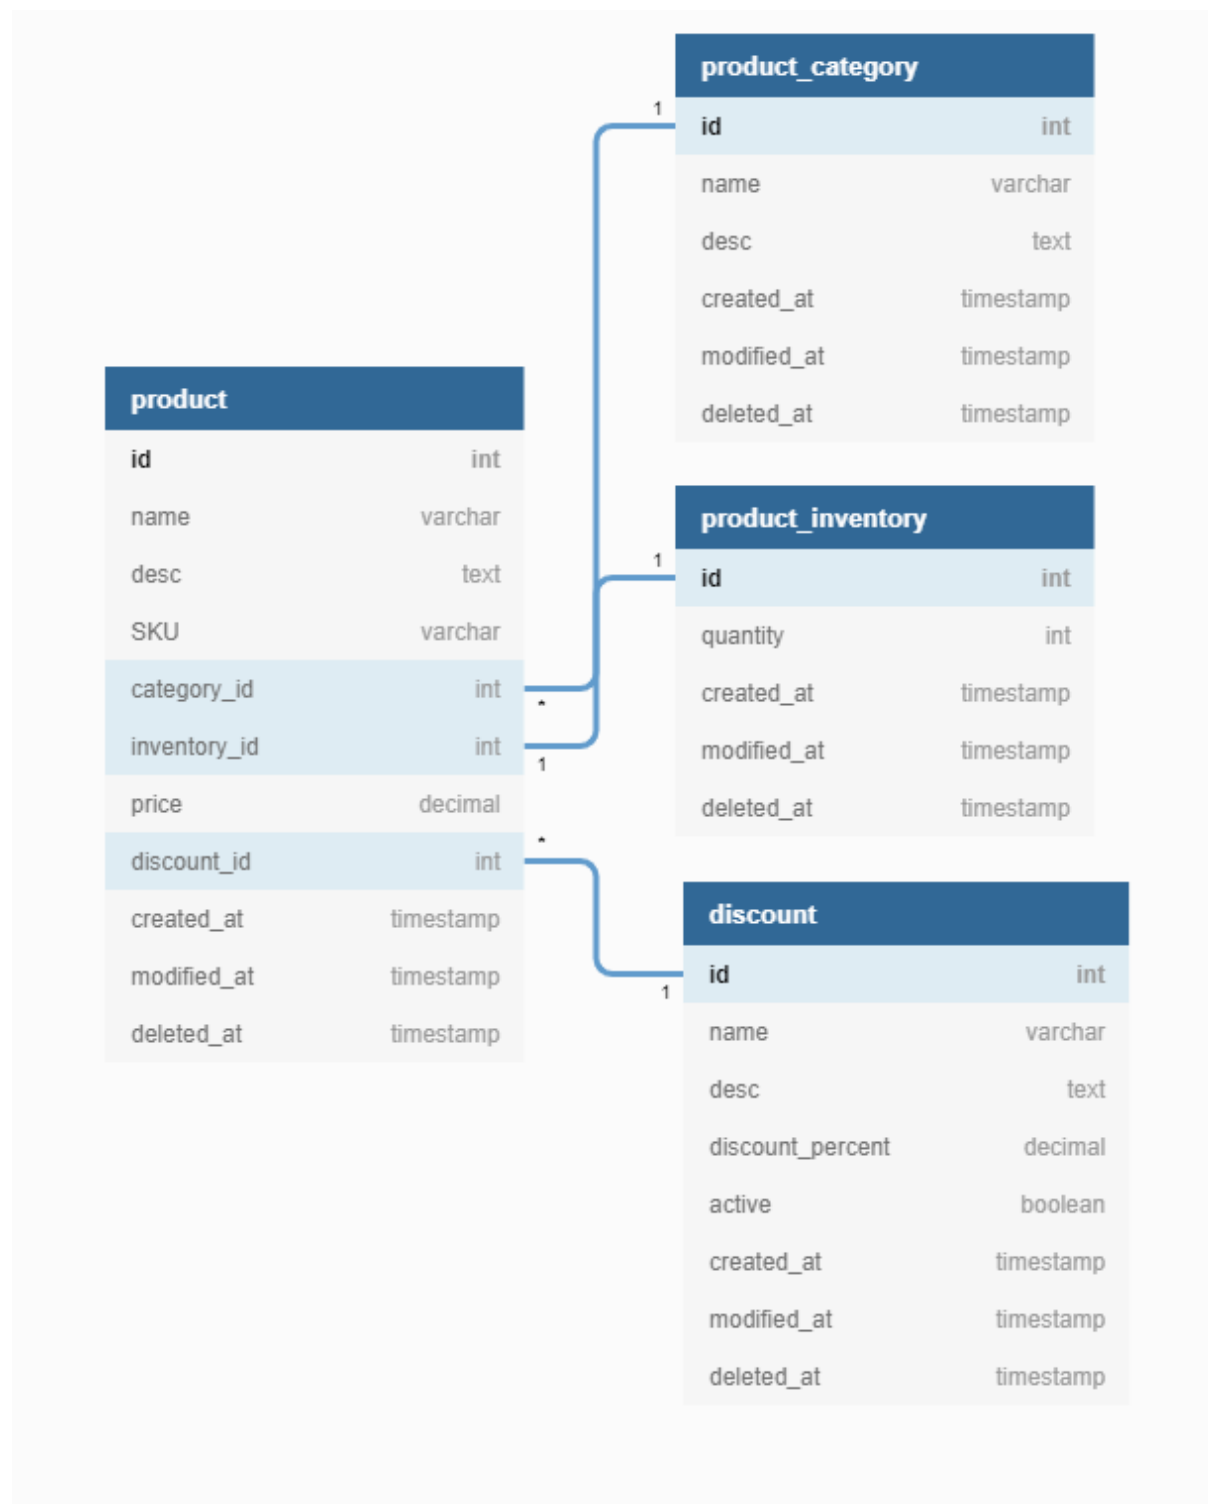 product_category
1
id int
name varchar
desc text
created_at timestamp
modified_at timestamp
deleted_at timestamp
product
id int
name varchar
desc text
SKU varchar
category_id int
*
inventory_id int
1
price decimal
*
discount_id int
created_at timestamp
modified_at timestamp
deleted_at timestamp
product_inventory
1
id int
quantity int
created_at timestamp
modified_at timestamp
deleted_at timestamp
discount
id int
1
name varchar
desc text
discount_percent decimal
active boolean
created_at timestamp
modified_at timestamp
deleted_at timestamp